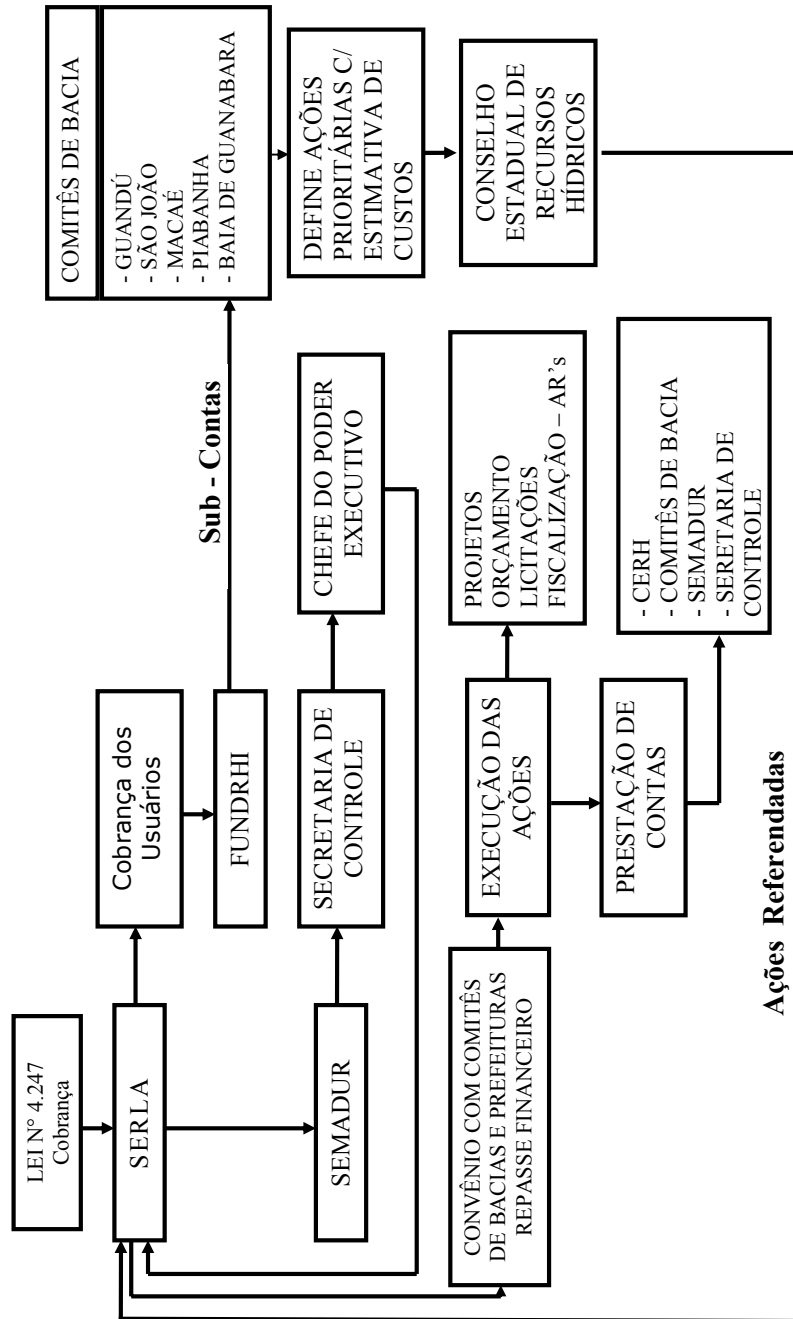 LEI N° 4.247
Cobrança
SERLA
Cobrança dos
Usuários
FUNDRHI
Sub - Contas
COMITÊS DE BACIA
- GUANDÚ
- SÃO JOÃO
- MACAÉ
- PIABANHA
- BAIA DE GUANABARA
DEFINE AÇÕES
PRIORITÁRIAS C/
ESTIMATIVA DE
CUSTOS
CONSELHO
ESTADUAL DE
RECURSOS
HÍDRICOS
SEMADUR
SECRETARIA DE
CONTROLE
CHEFE DO PODER
EXECUTIVO
CONVÊNIO COM COMITÊS
DE BACIAS E PREFEITURAS
REPASSE FINANCEIRO
EXECUÇÃO DAS
AÇÕES
PROJETOS
ORÇAMENTO
LICITAÇÕES
FISCALIZAÇÃO – AR’s
PRESTAÇÃO DE
CONTAS
- CERH
- COMITÊS DE BACIA
- SEMADUR
- SERETARIA DE
CONTROLE
Ações Referendadas